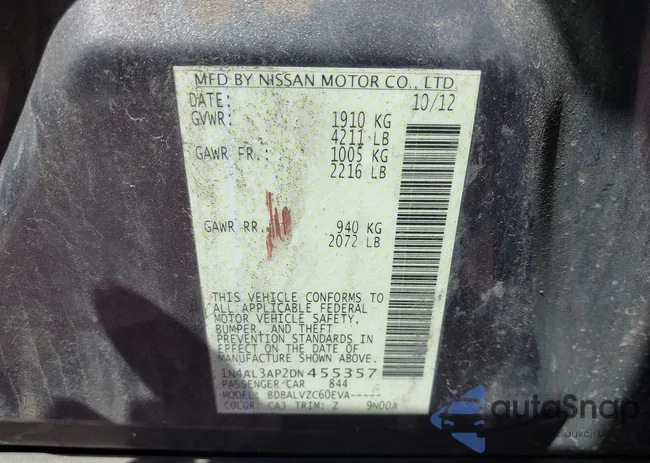 MFD BY NISSAN MOTOR CO., LTD.
DATE: 10/12
GVWR: 1910 KG
4211 LB
GAWR FR.: 1005 KG
2216 LB
GAWR RR. 940 KG
2072 LB
THIS VEHICLE CONFORMS TO
ALL APPLICABLE FEDERAL
MOTOR VEHICLE SAFETY,
BUMPER, AND THEFT
PREVENTION STANDARDS IN
EFFECT ON THE DATE OF
MANUFACTURE SHOWN ABOVE.
1N4AL3AP2DN455357
PASSENGER CAR 844
MODEL: BDBALVZC60EVA-----
COLOR: CAJ TRIM: Z 9N00A
autoSnap